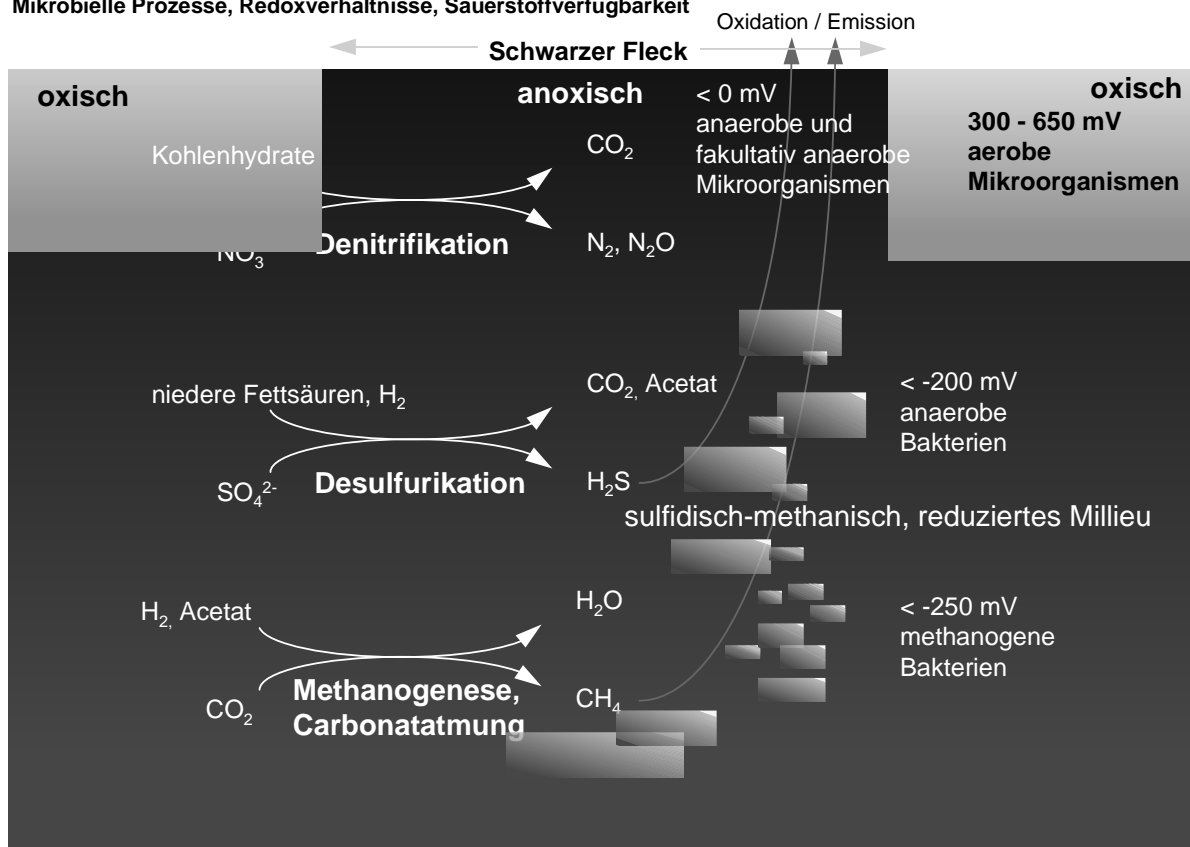 Mikrobielle Prozesse, Redoxverhältnisse, Sauerstoffverfügbarkeit
Oxidation / Emission
Schwarzer Fleck
oxisch
anoxisch
< 0 mV
anaerobe und
fakultativ anaerobe
Mikroorganismen
oxisch
300 - 650 mV
aerobe
Mikroorganismen
Kohlenhydrate
CO₂
NO₃
Denitrifikation
N₂, N₂O
niedere Fettsäuren, H₂
CO₂, Acetat
< -200 mV
anaerobe
Bakterien
SO₄²⁻
Desulfurikation
H₂S
sulfidisch-methanisch, reduziertes Millieu
H₂, Acetat
H₂O
< -250 mV
methanogene
Bakterien
CO₂
Methanogenese,
Carbonatatmung
CH₄